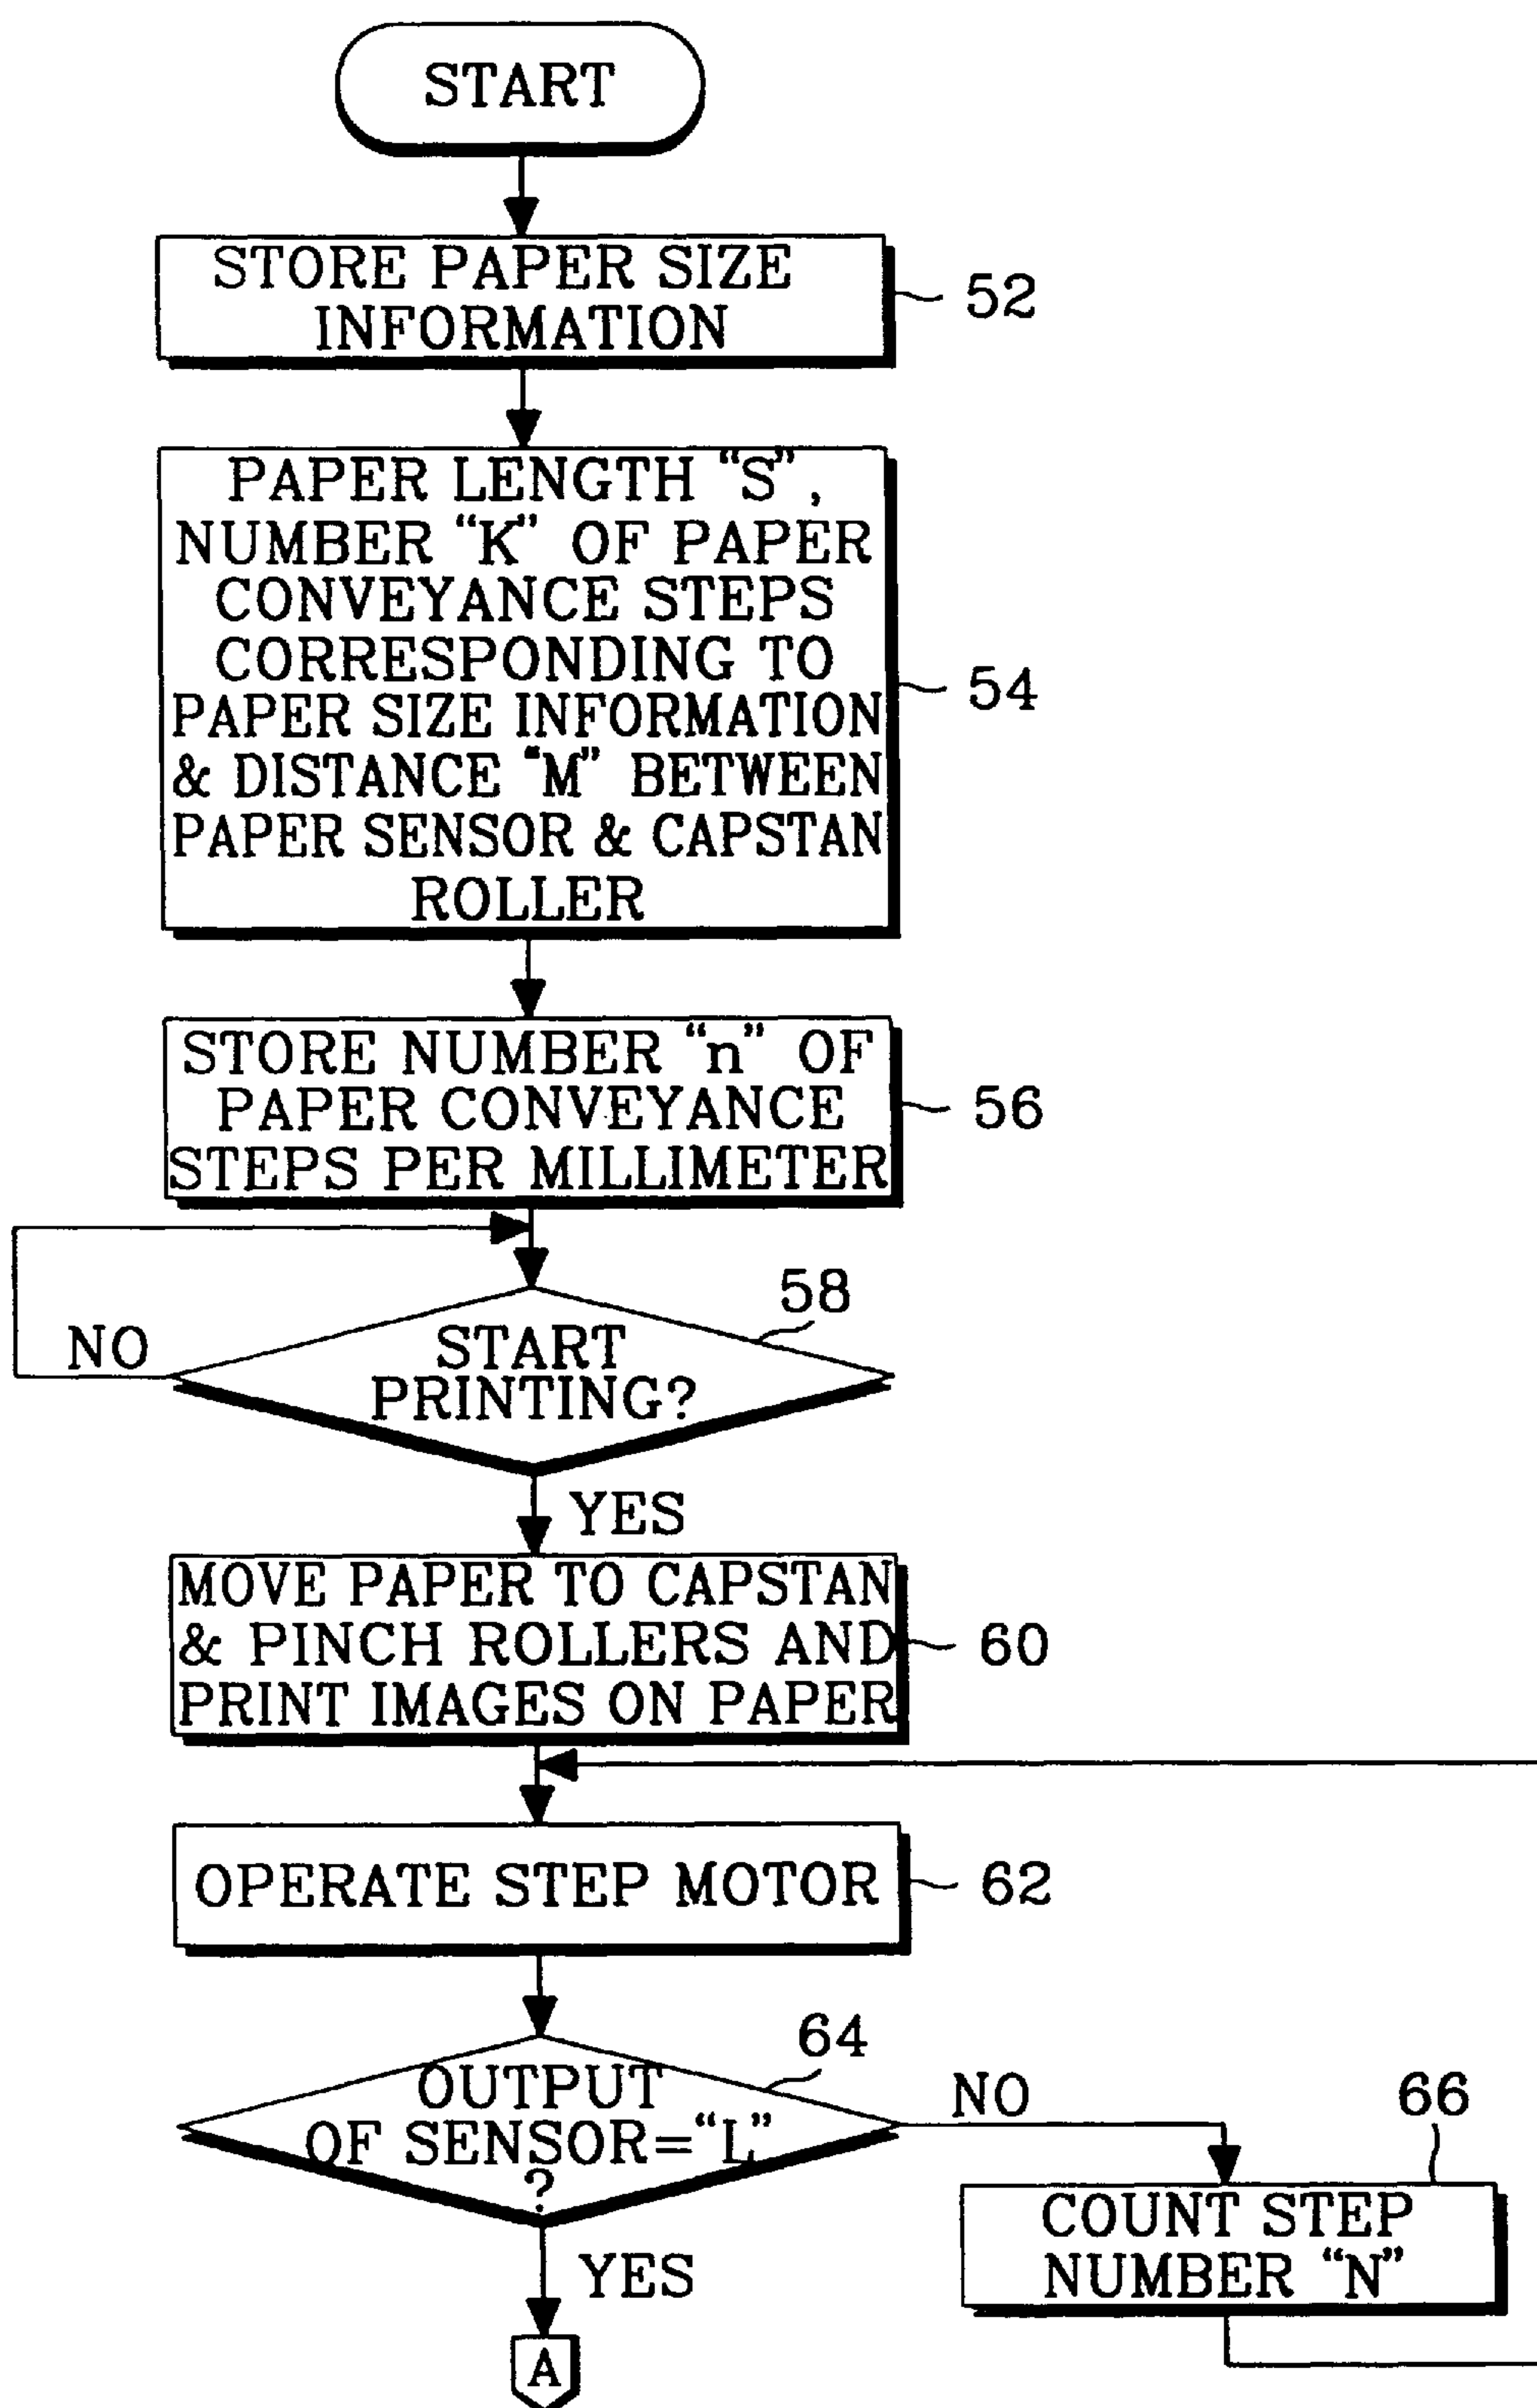 START
STORE PAPER SIZE
INFORMATION
52
PAPER LENGTH “S”,
NUMBER “K” OF PAPER
CONVEYANCE STEPS
CORRESPONDING TO
PAPER SIZE INFORMATION
& DISTANCE “M” BETWEEN
PAPER SENSOR & CAPSTAN
ROLLER
54
STORE NUMBER “n” OF
PAPER CONVEYANCE
STEPS PER MILLIMETER
56
58
START
PRINTING?
NO
YES
MOVE PAPER TO CAPSTAN
& PINCH ROLLERS AND
PRINT IMAGES ON PAPER
60
OPERATE STEP MOTOR
62
64
OUTPUT
OF SENSOR=“L”
?
NO
66
COUNT STEP
NUMBER “N”
YES
A